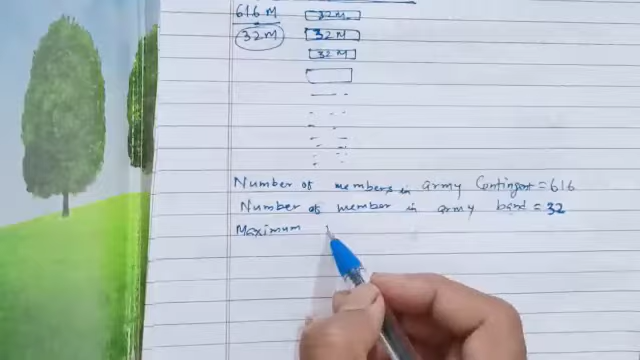 616 M 32 M
32 M 32 M
32 M
Number of members in army Contingent = 616
Number of member in army band = 32
Maximum